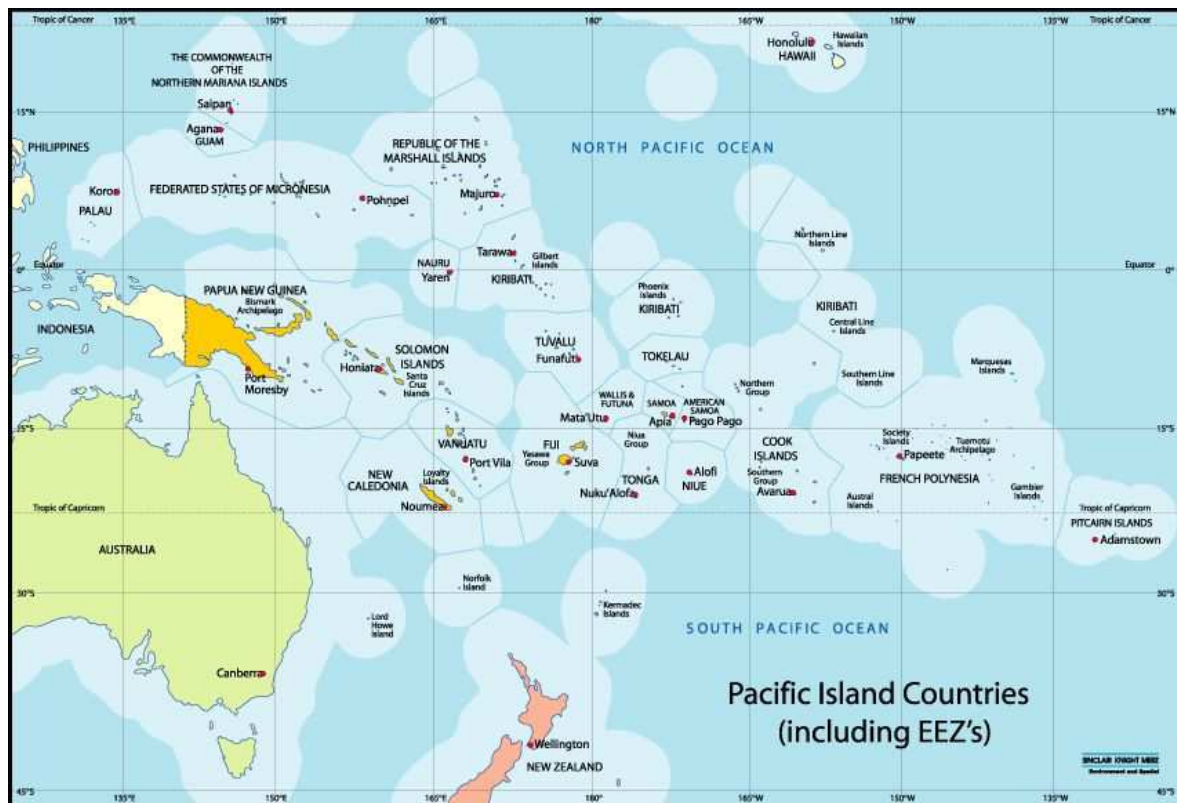 Tropic of Cancer
135°E
150°E
165°E
180°
165°W
150°W
135°W
Tropic of Cancer
Honolulu
HAWAII
Hawaiian
Islands
THE COMMONWEALTH
OF THE
NORTHERN MARIANA ISLANDS
Saipan
15°N
15°N
Agana
GUAM
PHILIPPINES
REPUBLIC OF THE
MARSHALL ISLANDS
NORTH PACIFIC OCEAN
Koro
PALAU
FEDERATED STATES OF MICRONESIA
Pohnpei
Majuro
Northern Line
Islands
Tarawa
Gilbert
Islands
NAURU
Yaren
KIRIBATI
Equator
0°
Equator
0°
PAPUA NEW GUINEA
Bismark
Archipelago
Phoenix
Islands
KIRIBATI
KIRIBATI
Central Line
Islands
INDONESIA
TUVALU
Funafuti
SOLOMON
ISLANDS
Honiata
Santa
Cruz
Islands
TOKELAU
Marquesas
Islands
Port
Moresby
Southern Line
Islands
Northern
Group
WALLIS &
FUTUNA
SAMOA
AMERICAN
SAMOA
Mata'Utu
Apia
Pago Pago
15°S
15°S
VANUATU
Port Vila
FIJI
Yasawa
Group
Suva
Niua
Group
COOK
ISLANDS
Society
Islands
Tuamotu
Archipelago
Papeete
NEW
CALEDONIA
Loyalty
Islands
Noumea
TONGA
Nuku'Alofa
Alofi
NIUE
Southern
Group
Avarua
FRENCH POLYNESIA
Austral
Islands
Gambier
Islands
Tropic of Capricorn
Tropic of Capricorn
PITCAIRN ISLANDS
Adamstown
AUSTRALIA
Norfolk
Island
Kermadec
Islands
30°S
30°S
Lord
Howe
Island
SOUTH PACIFIC OCEAN
Canberra
Pacific Island Countries
(including EEZ's)
Wellington
NEW ZEALAND
SINCLAIR KNIGHT MERZ
Environment and Spatial
45°S
135°E
150°E
165°E
180°
165°W
150°W
135°W
45°S